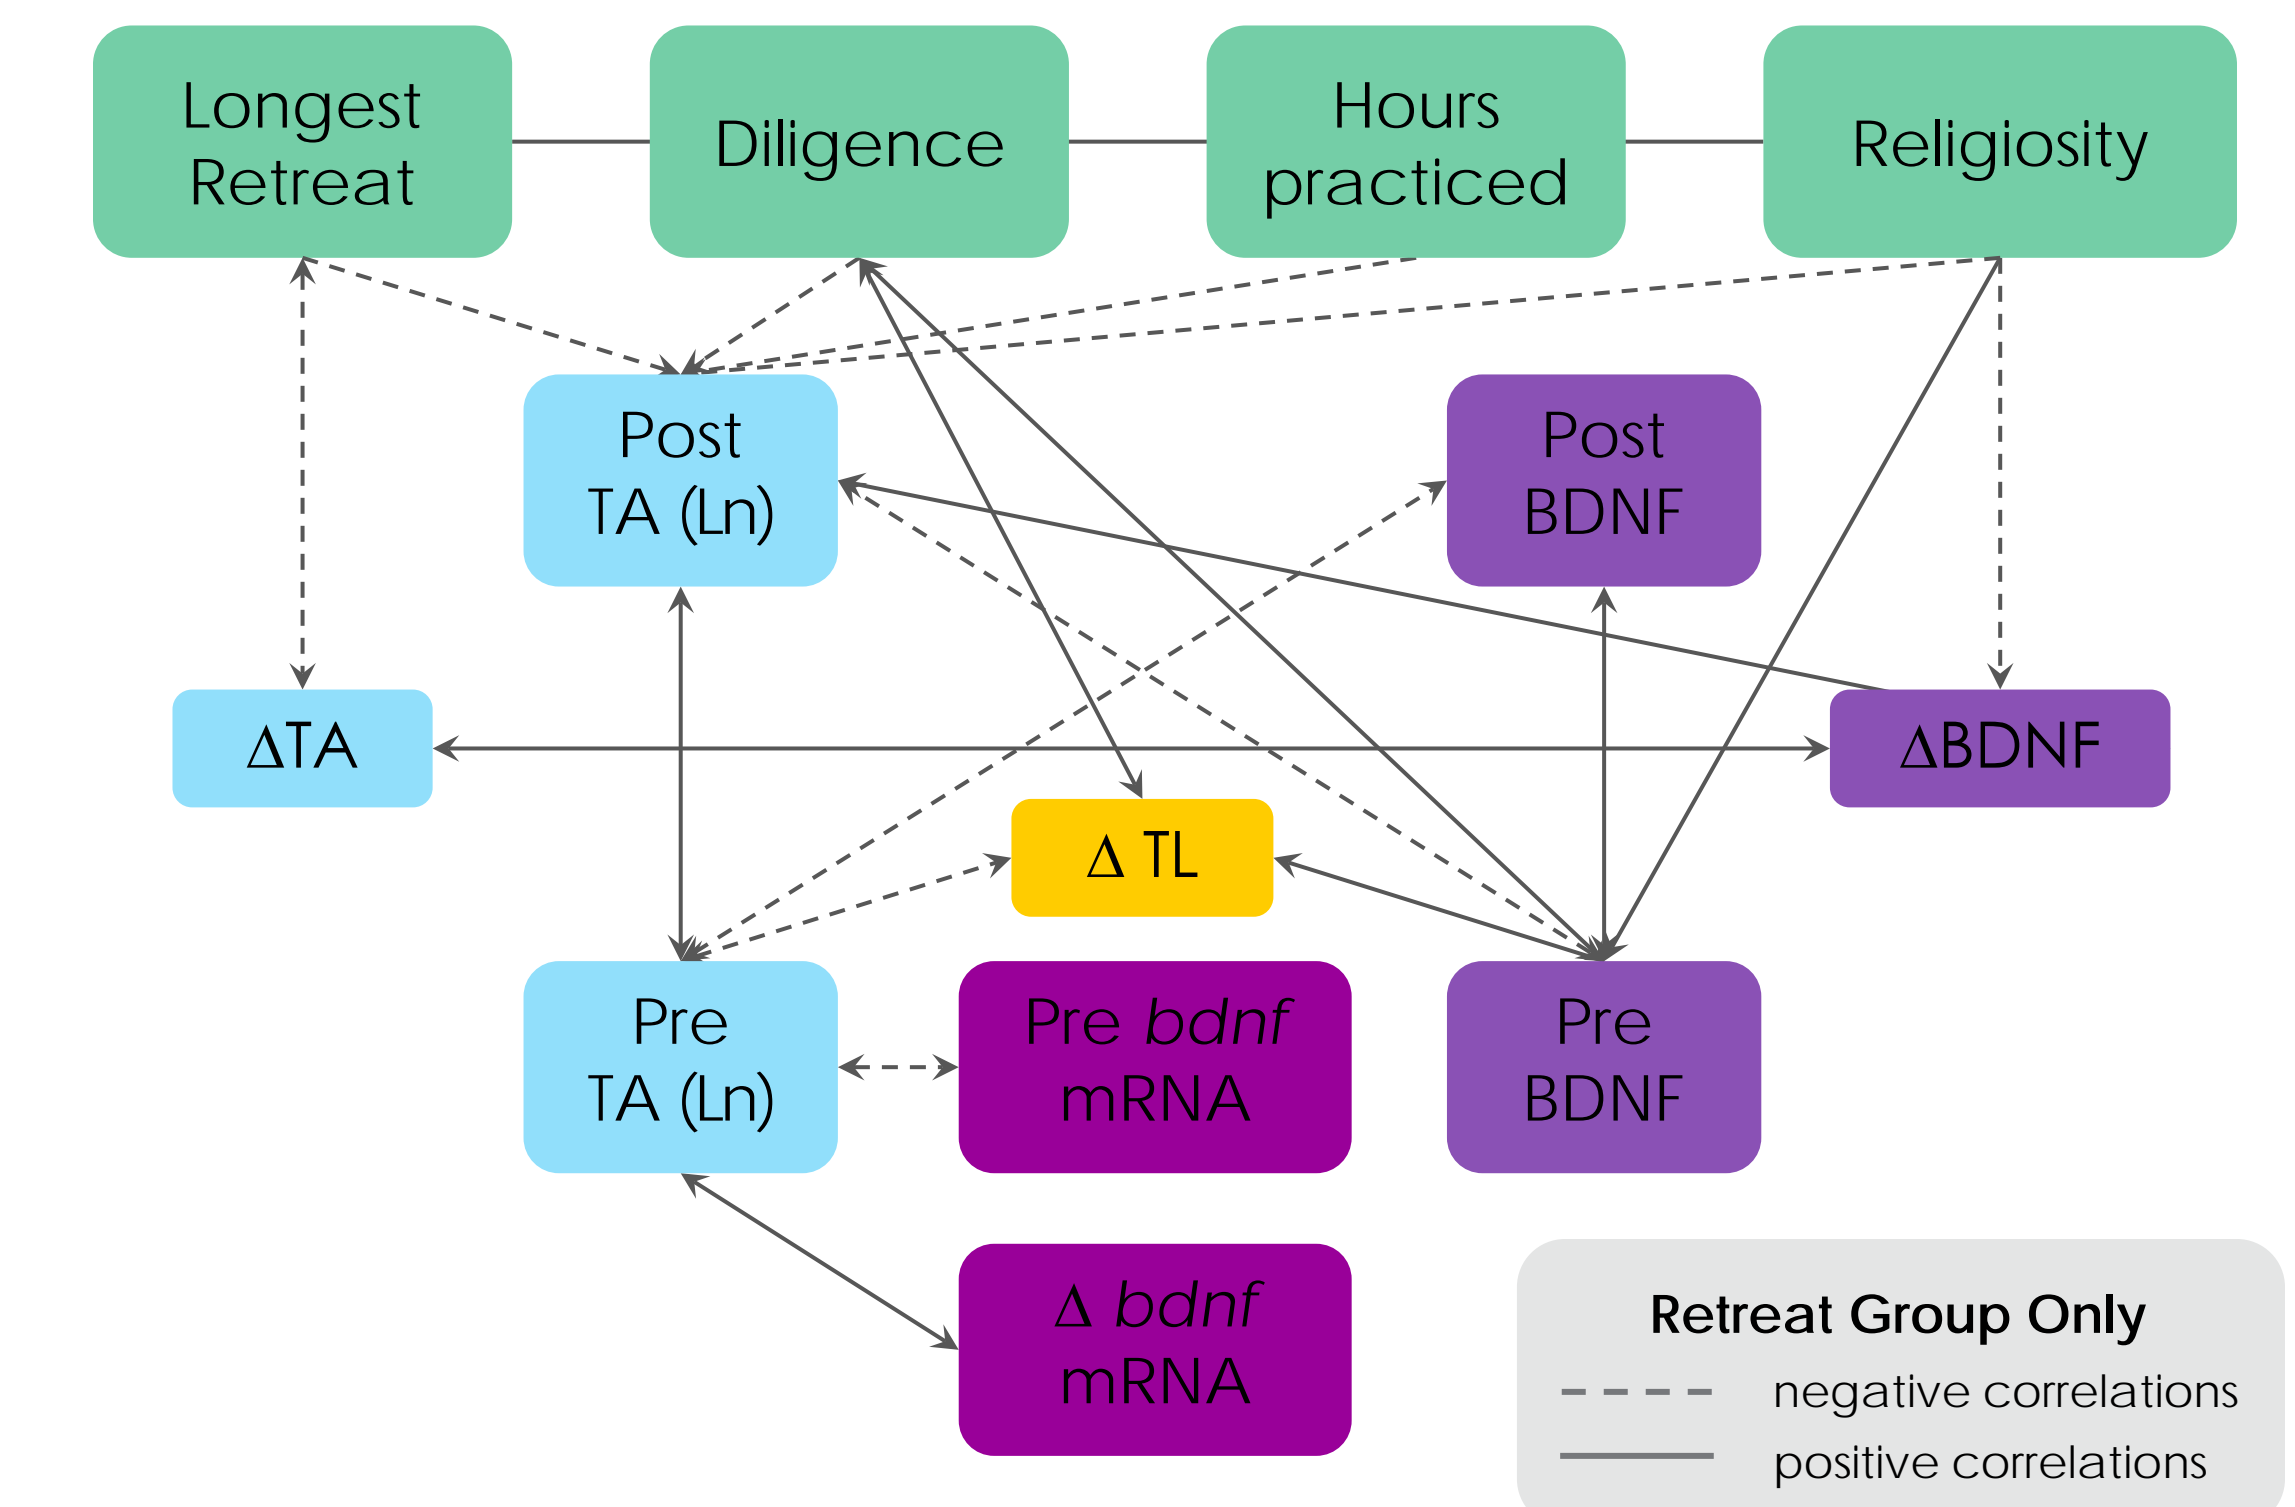 Longest
Retreat
Diligence
Hours
practiced
Religiosity
Post
TA (Ln)
Post
BDNF
ΔTA
ΔBDNF
Δ TL
Pre
TA (Ln)
Pre bdnf
mRNA
Pre
BDNF
Δ bdnf
mRNA
Retreat Group Only
negative correlations
positive correlations